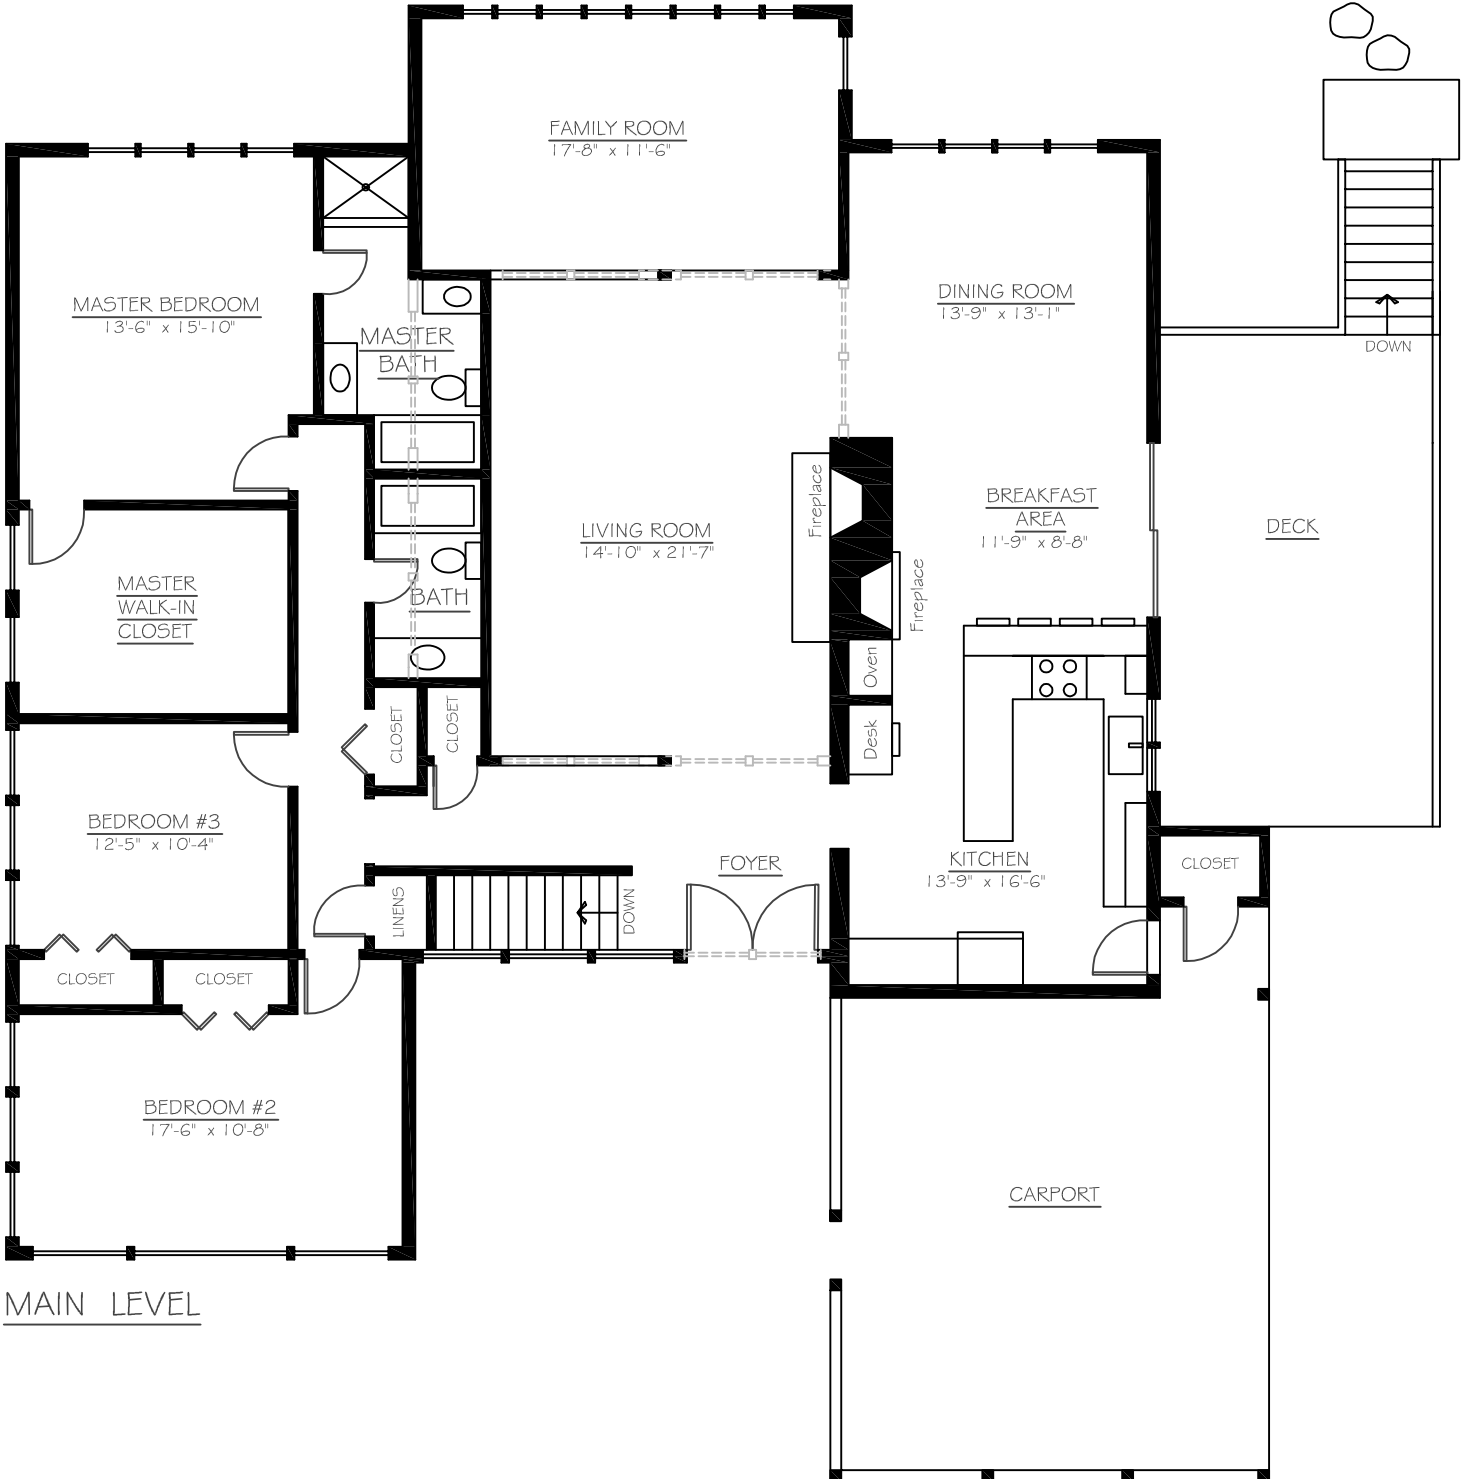 FAMILY ROOM
17'-8" x 11'-6"
MASTER BEDROOM
13'-6" x 15'-10"
DINING ROOM
13'-9" x 13'-1"
DOWN
MASTER
BATH
BREAKFAST
AREA
11'-9" x 8'-8"
Fireplace
LIVING ROOM
14'-10" x 21'-7"
DECK
MASTER
WALK-IN
CLOSET
BATH
Fireplace
Oven
CLOSET
CLOSET
Desk
BEDROOM #3
12'-5" x 10'-4"
FOYER
KITCHEN
13'-9" x 16'-6"
CLOSET
LINENS
DOWN
CLOSET
CLOSET
BEDROOM #2
17'-6" x 10'-8"
CARPORT
MAIN LEVEL